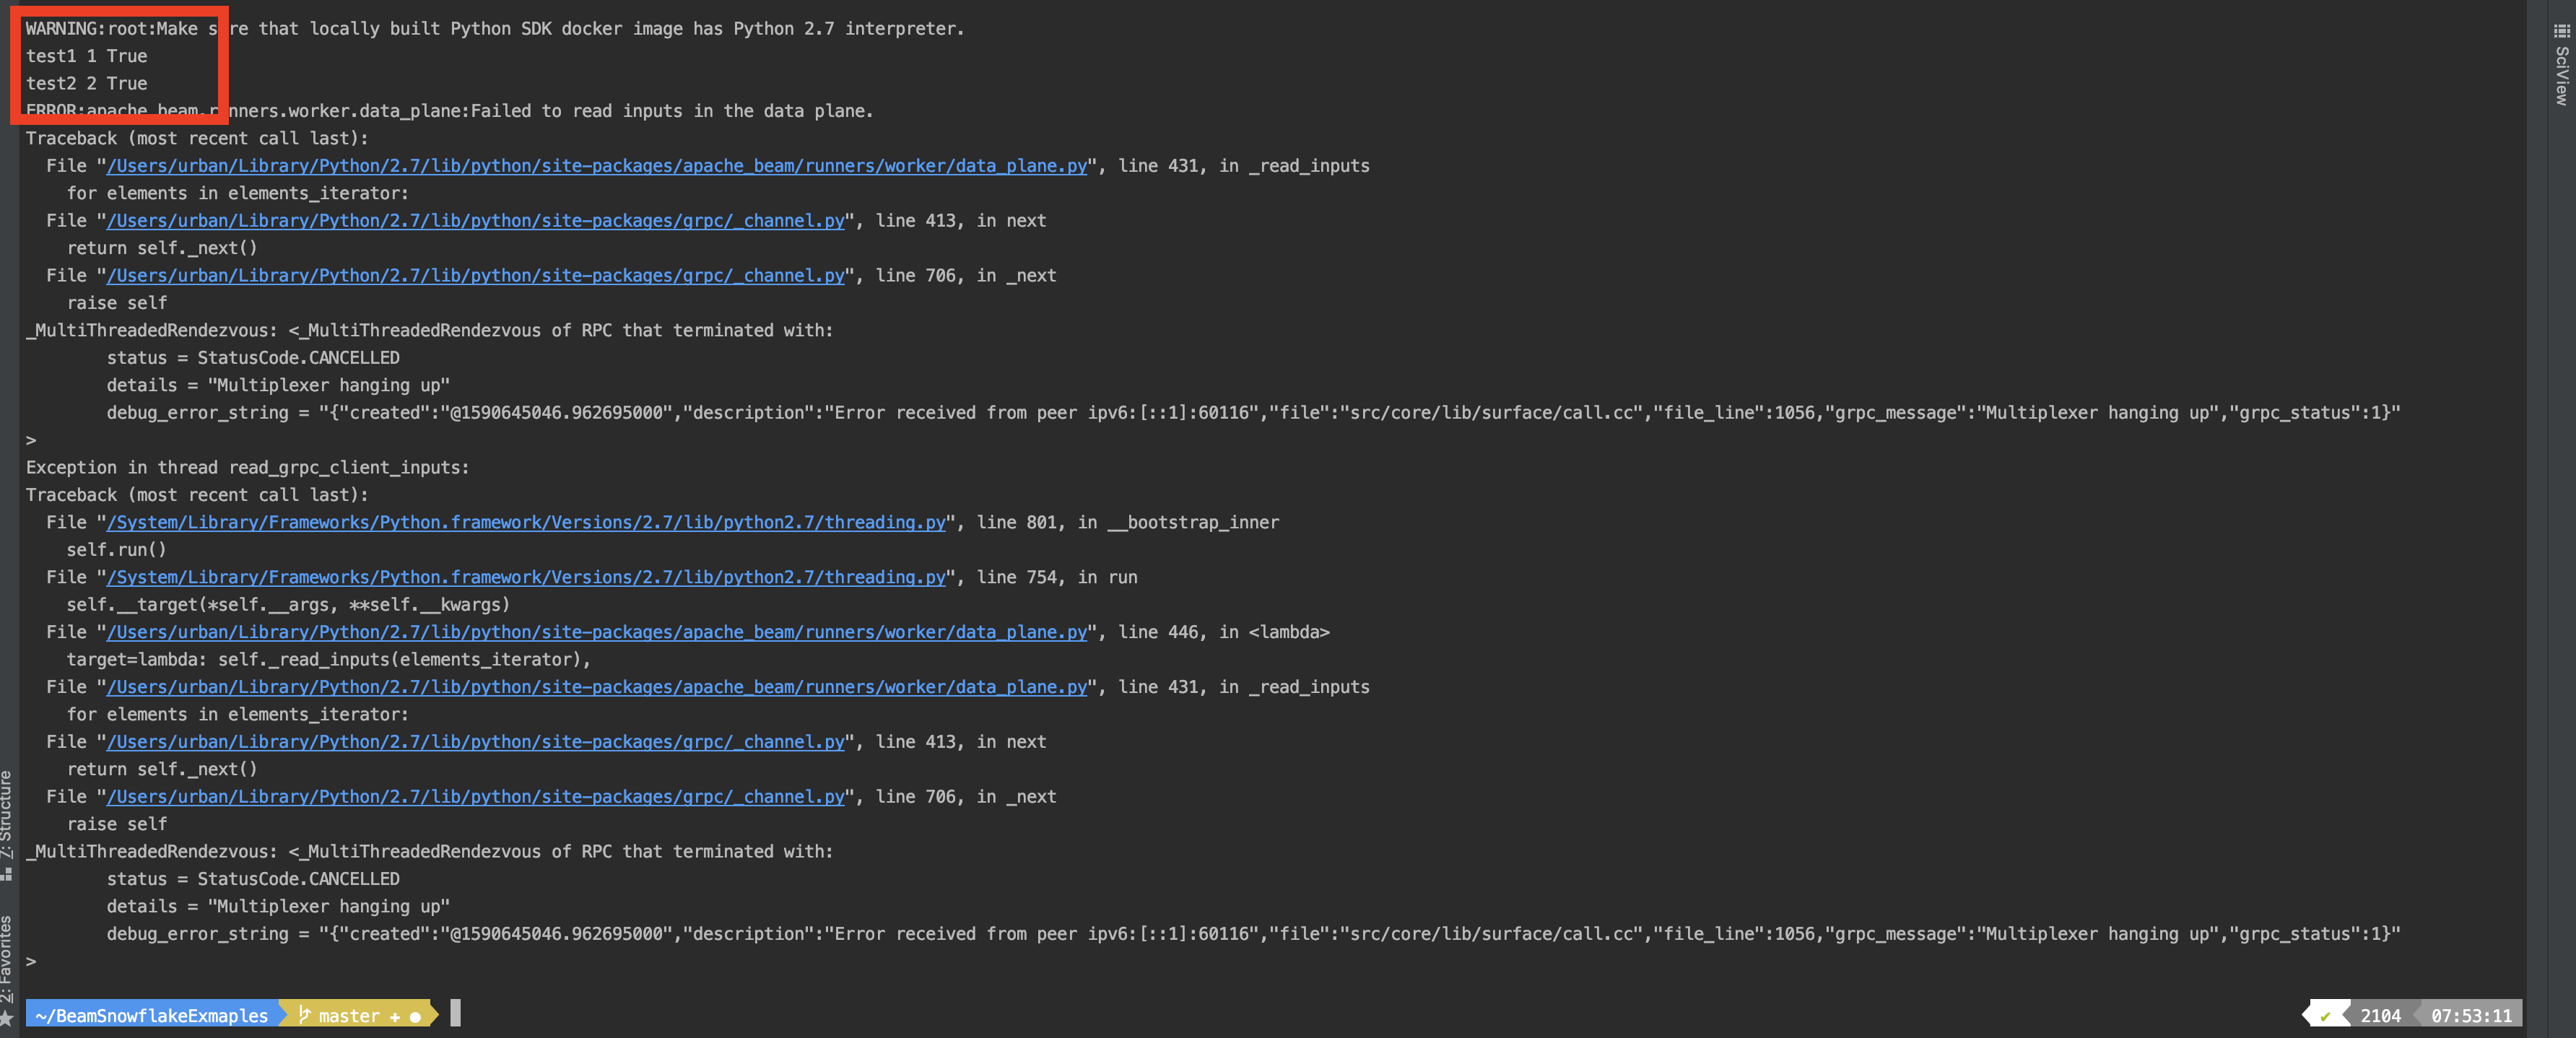 WARNING:root:Make sure that locally built Python SDK docker image has Python 2.7 interpreter.
test1 1 True
test2 2 True
ERROR:apache_beam.runners.worker.data_plane:Failed to read inputs in the data plane.
Traceback (most recent call last):
  File "/Users/urban/Library/Python/2.7/lib/python/site-packages/apache_beam/runners/worker/data_plane.py", line 431, in _read_inputs
    for elements in elements_iterator:
  File "/Users/urban/Library/Python/2.7/lib/python/site-packages/grpc/_channel.py", line 413, in next
    return self._next()
  File "/Users/urban/Library/Python/2.7/lib/python/site-packages/grpc/_channel.py", line 706, in _next
    raise self
_MultiThreadedRendezvous: <_MultiThreadedRendezvous of RPC that terminated with:
        status = StatusCode.CANCELLED
        details = "Multiplexer hanging up"
        debug_error_string = "{"created":"@1590645046.962695000","description":"Error received from peer ipv6:[::1]:60116","file":"src/core/lib/surface/call.cc","file_line":1056,"grpc_message":"Multiplexer hanging up","grpc_status":1}"
>
Exception in thread read_grpc_client_inputs:
Traceback (most recent call last):
  File "/System/Library/Frameworks/Python.framework/Versions/2.7/lib/python2.7/threading.py", line 801, in __bootstrap_inner
    self.run()
  File "/System/Library/Frameworks/Python.framework/Versions/2.7/lib/python2.7/threading.py", line 754, in run
    self.__target(*self.__args, **self.__kwargs)
  File "/Users/urban/Library/Python/2.7/lib/python/site-packages/apache_beam/runners/worker/data_plane.py", line 446, in <lambda>
    target=lambda: self._read_inputs(elements_iterator),
  File "/Users/urban/Library/Python/2.7/lib/python/site-packages/apache_beam/runners/worker/data_plane.py", line 431, in _read_inputs
    for elements in elements_iterator:
  File "/Users/urban/Library/Python/2.7/lib/python/site-packages/grpc/_channel.py", line 413, in next
    return self._next()
  File "/Users/urban/Library/Python/2.7/lib/python/site-packages/grpc/_channel.py", line 706, in _next
    raise self
_MultiThreadedRendezvous: <_MultiThreadedRendezvous of RPC that terminated with:
        status = StatusCode.CANCELLED
        details = "Multiplexer hanging up"
        debug_error_string = "{"created":"@1590645046.962695000","description":"Error received from peer ipv6:[::1]:60116","file":"src/core/lib/surface/call.cc","file_line":1056,"grpc_message":"Multiplexer hanging up","grpc_status":1}"
>
~/BeamSnowflakeExmaples master + ● ✔ 2104 07:53:11
SciView
7: Structure
2: Favorites